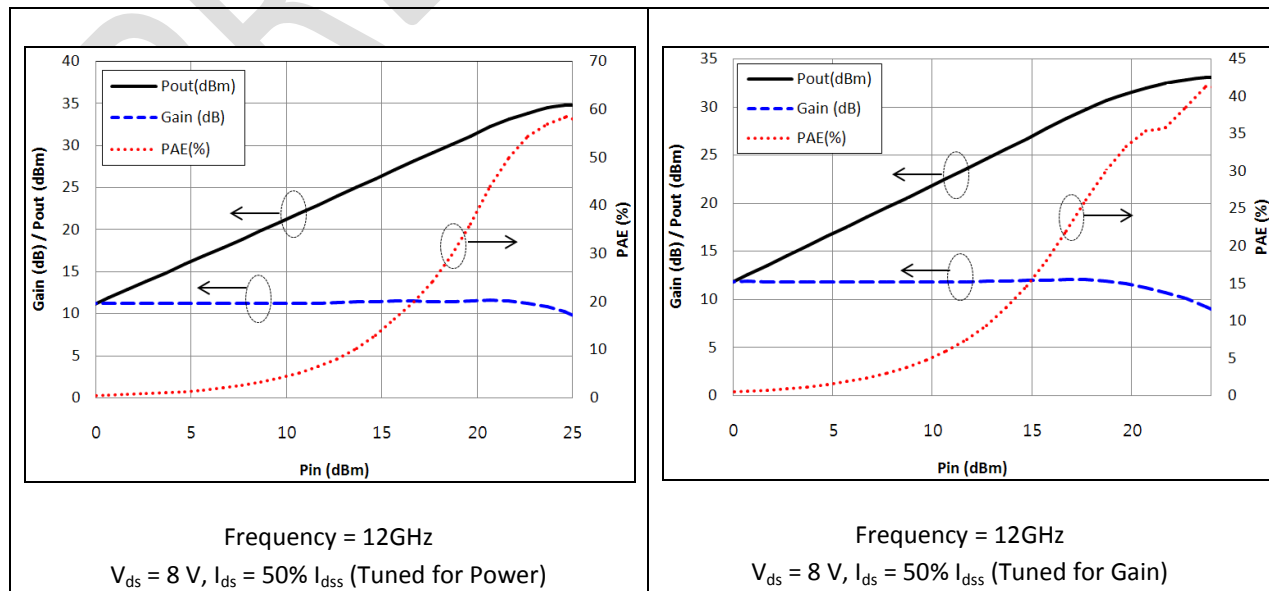 40
35
30
25
20
15
10
5
0
Gain (dB) / Pout (dBm)
Pout(dBm)
Gain (dB)
PAE(%)
70
60
50
40
30
20
10
0
PAE (%)
0 5 10 15 20 25
Pin (dBm)
Frequency = 12GHz
Vds = 8 V, Ids = 50% Idss (Tuned for Power)
35
30
25
20
15
10
5
0
Gain (dB) / Pout (dBm)
Pout(dBm)
Gain (dB)
PAE(%)
45
40
35
30
25
20
15
10
5
0
PAE (%)
0 5 10 15 20
Pin (dBm)
Frequency = 12GHz
Vds = 8 V, Ids = 50% Idss (Tuned for Gain)